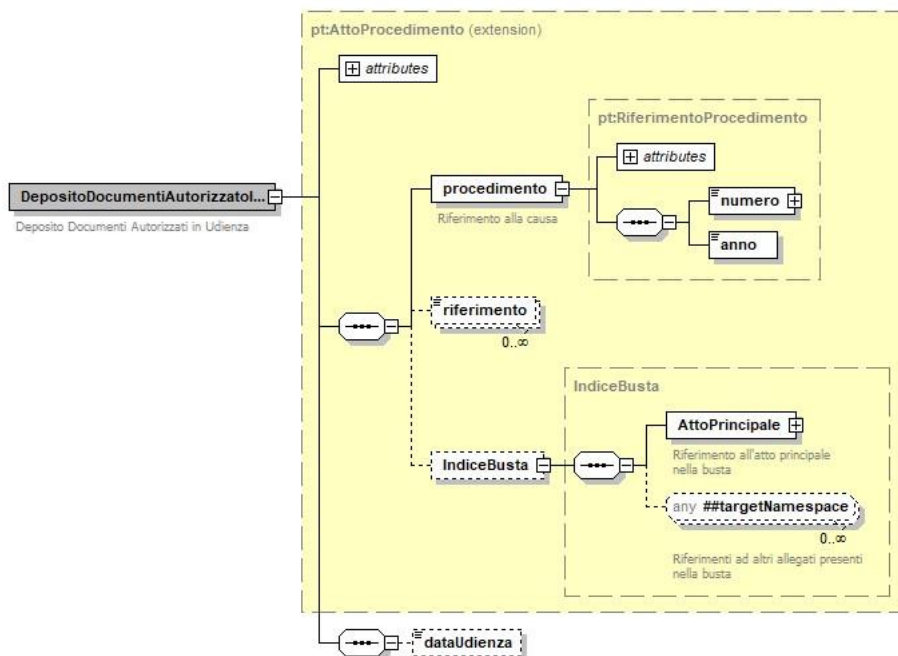 pt:AttoProcedimento (extension)
attributes
pt:RiferimentoProcedimento
attributes
procedimento
Riferimento alla causa
numero
anno
DepositoDocumentiAutorizzatoI...
Deposito Documenti Autorizzati in Udienza
riferimento
0..∞
IndiceBusta
AttoPrincipale
Riferimento all'atto principale
nella busta
IndiceBusta
any ##targetNamespace
0..∞
Riferimenti ad altri allegati presenti
nella busta
dataUdienza